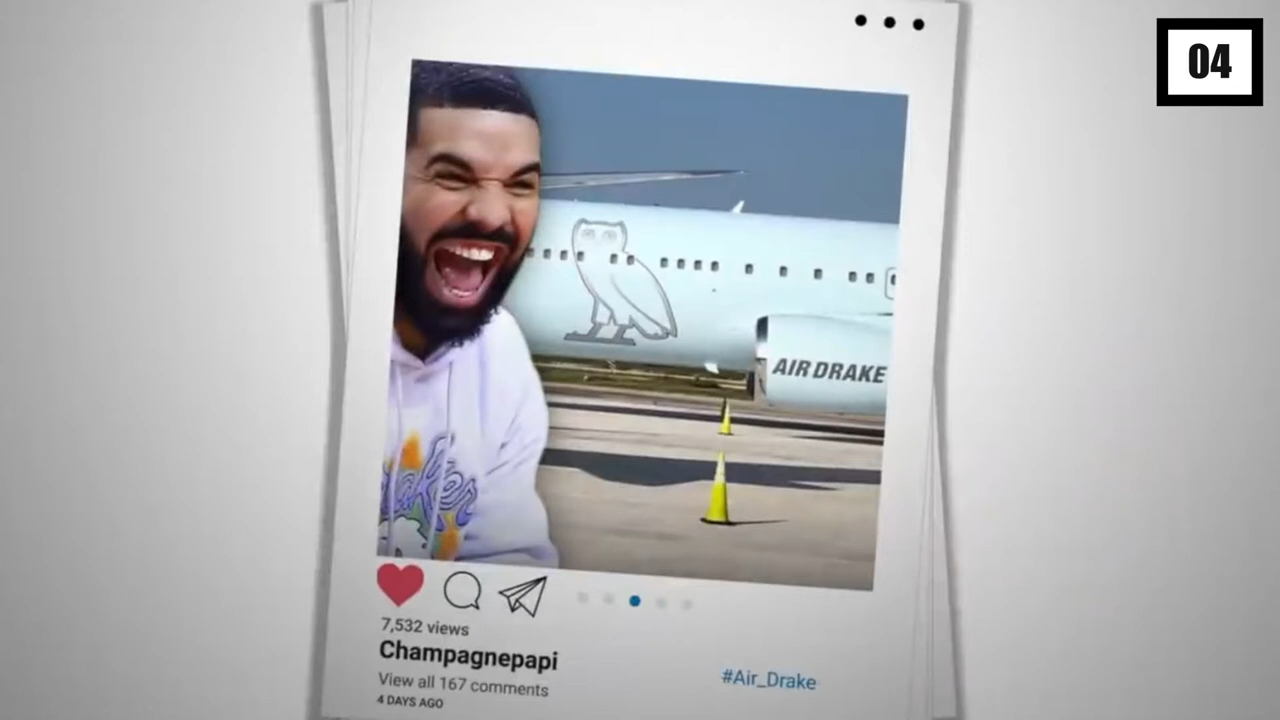 04
AIR DRAKE
7,532 views
Champagnepapi
View all 167 comments
#Air_Drake
4 DAYS AGO